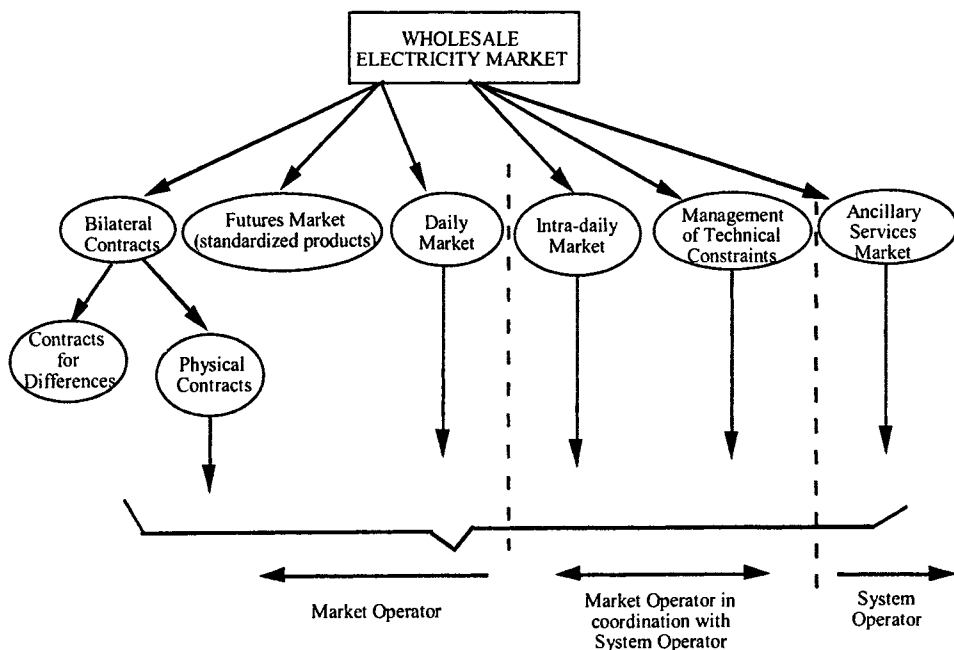 WHOLESALE
ELECTRICITY MARKET
Bilateral
Contracts
Futures Market
(standardized products)
Daily
Market
Intra-daily
Market
Management
of Technical
Constraints
Ancillary
Services
Market
Contracts
for
Differences
Physical
Contracts
Market Operator
Market Operator in
coordination with
System Operator
System
Operator